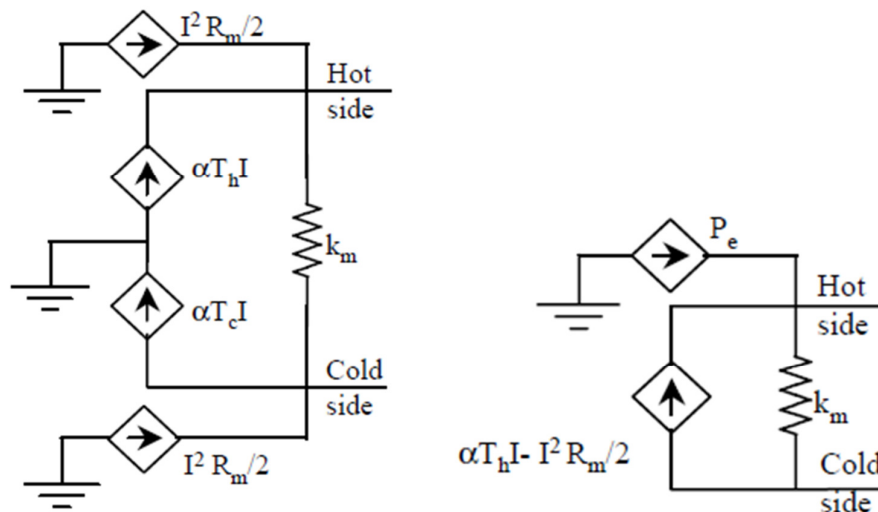 I² Rₘ/2
Hot
side
αTₕI
kₘ
αT꜀I
Cold
side
I² Rₘ/2
Pₑ
Hot
side
kₘ
αTₕI- I² Rₘ/2
Cold
side